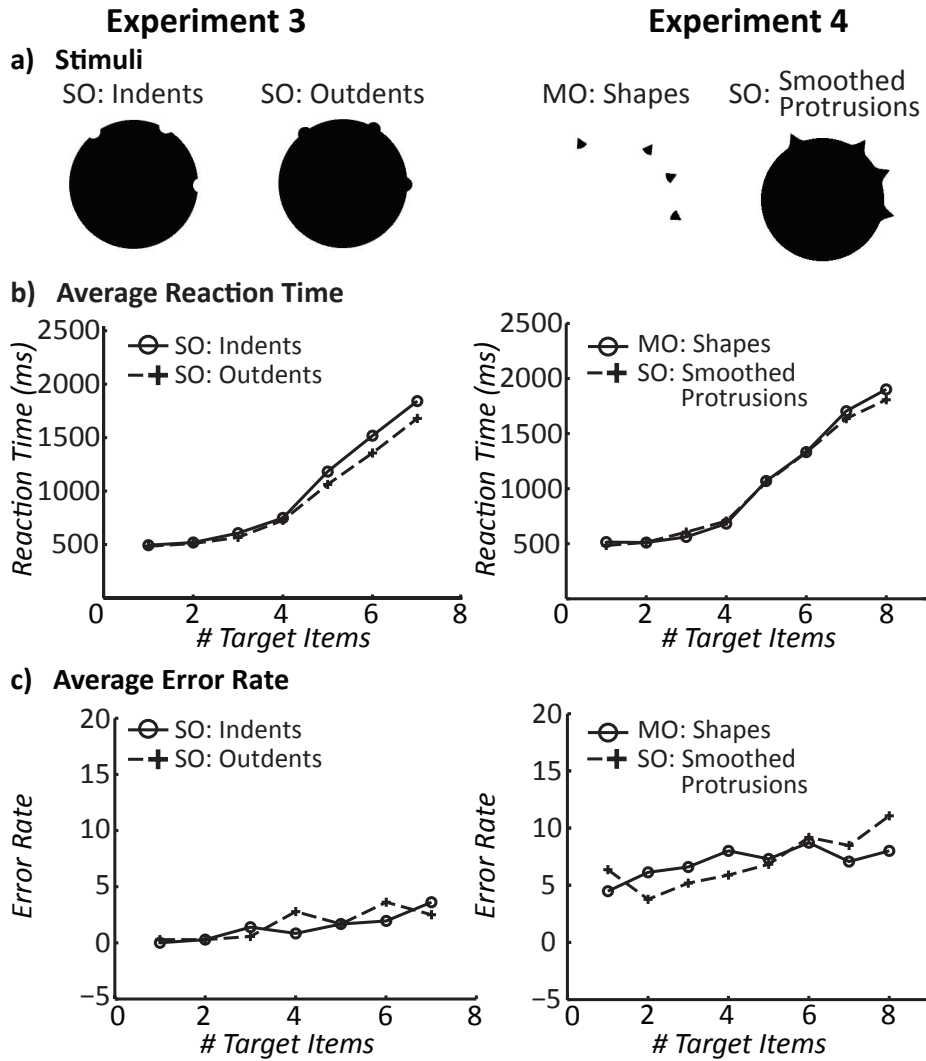 Experiment 3
Experiment 4
a) Stimuli
SO: Indents
SO: Outdents
MO: Shapes
SO: Smoothed
Protrusions
b) Average Reaction Time
Reaction Time (ms)
2500
2000
1500
1000
500
0 2 4 6 8
# Target Items
SO: Indents
SO: Outdents
Reaction Time (ms)
2500
2000
1500
1000
500
0 2 4 6 8
# Target Items
MO: Shapes
SO: Smoothed
Protrusions
c) Average Error Rate
Error Rate
20
15
10
5
0
−5
0 2 4 6 8
# Target Items
SO: Indents
SO: Outdents
Error Rate
20
15
10
5
0
−5
0 2 4 6 8
# Target Items
MO: Shapes
SO: Smoothed
Protrusions